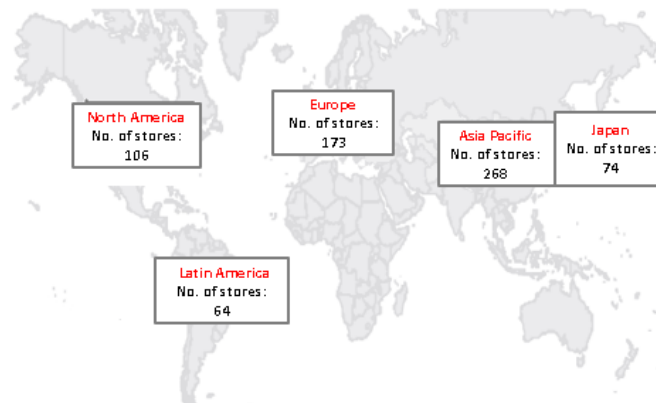 North America
No. of stores:
106
Europe
No. of stores:
173
Asia Pacific
No. of stores:
268
Japan
No. of stores:
74
Latin America
No. of stores:
64